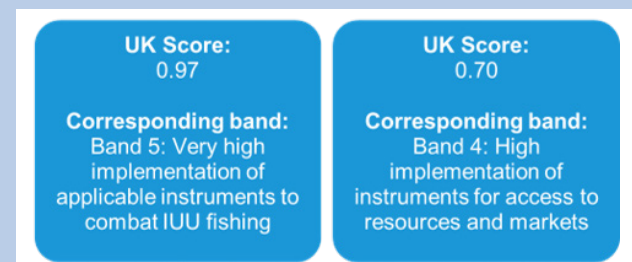 UK Score:
0.97
Corresponding band:
Band 5: Very high
implementation of
applicable instruments to
combat IUU fishing
UK Score:
0.70
Corresponding band:
Band 4: High
implementation of
instruments for access to
resources and markets